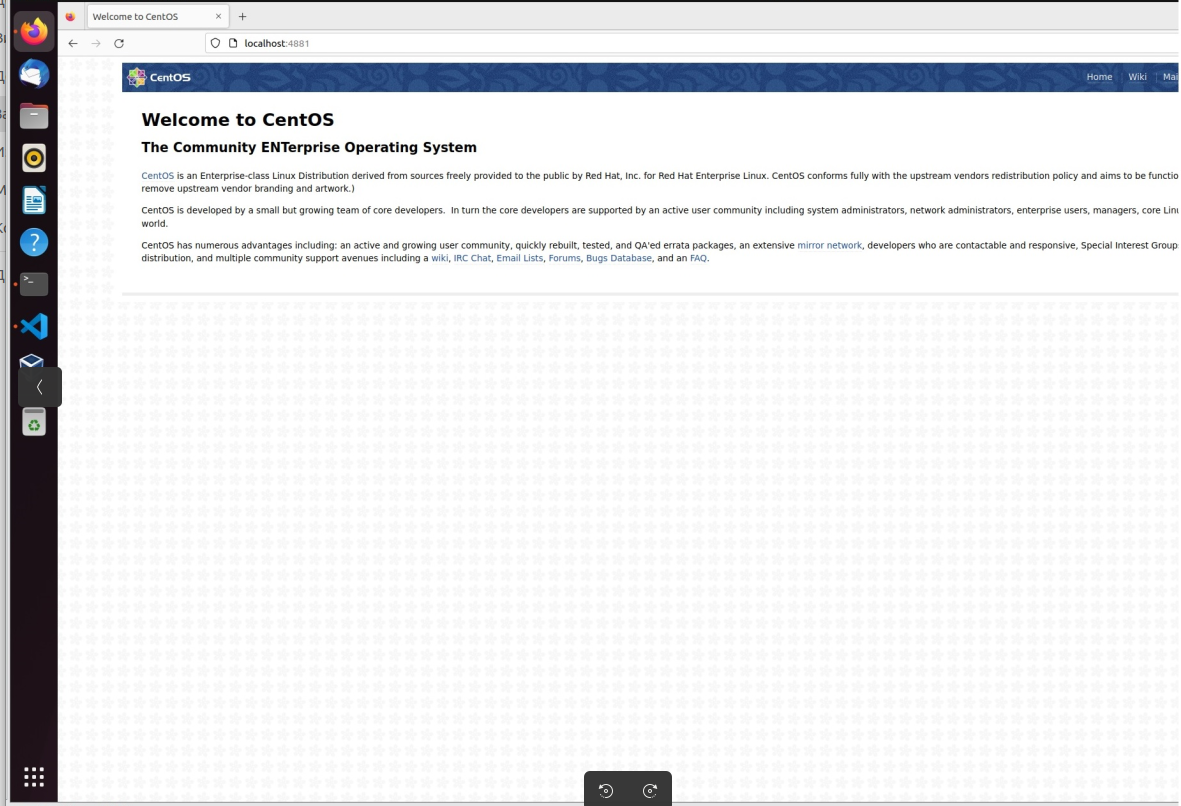 Welcome to CentOS
localhost:4881
CentOS
Home Wiki Mai
Welcome to CentOS
The Community ENTerprise Operating System
CentOS is an Enterprise-class Linux Distribution derived from sources freely provided to the public by Red Hat, Inc. for Red Hat Enterprise Linux. CentOS conforms fully with the upstream vendors redistribution policy and aims to be functio
remove upstream vendor branding and artwork.)
CentOS is developed by a small but growing team of core developers. In turn the core developers are supported by an active user community including system administrators, network administrators, enterprise users, managers, core Linu
world.
CentOS has numerous advantages including: an active and growing user community, quickly rebuilt, tested, and QA'ed errata packages, an extensive mirror network, developers who are contactable and responsive, Special Interest Groups
distribution, and multiple community support avenues including a wiki, IRC Chat, Email Lists, Forums, Bugs Database, and an FAQ.